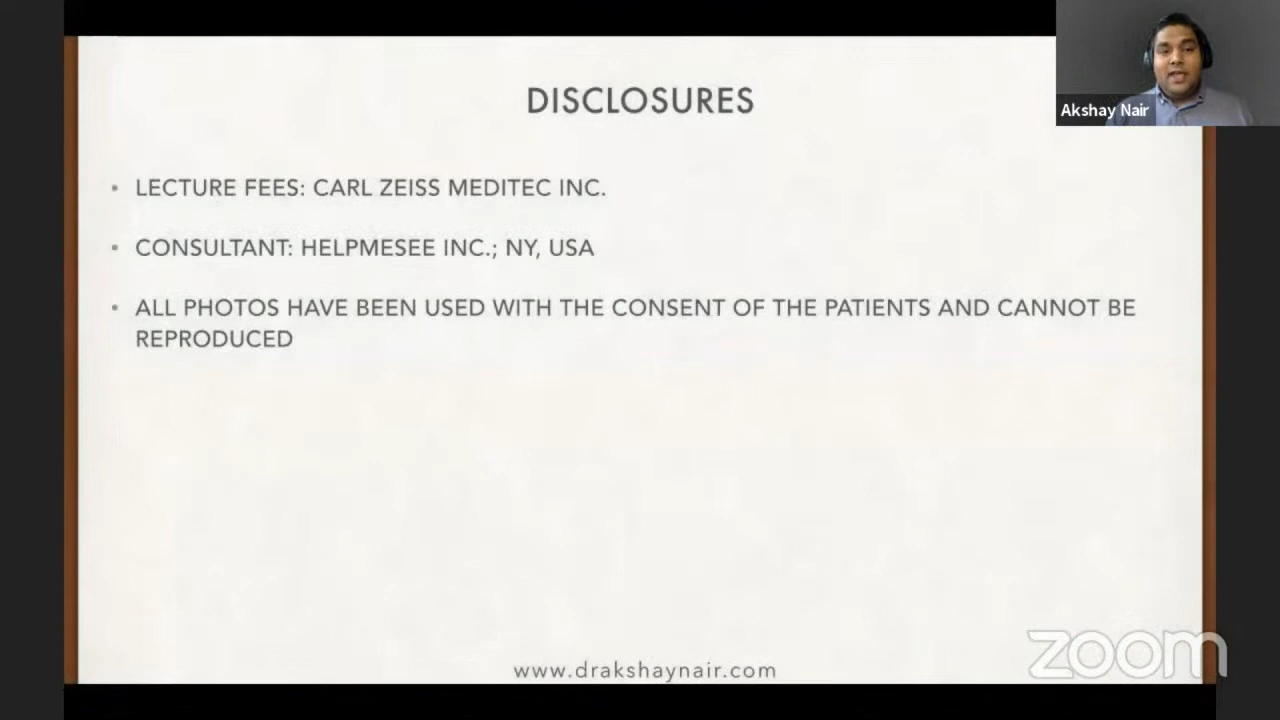 DISCLOSURES
Akshay Nair
• LECTURE FEES: CARL ZEISS MEDITEC INC.
• CONSULTANT: HELPMESEE INC.; NY, USA
• ALL PHOTOS HAVE BEEN USED WITH THE CONSENT OF THE PATIENTS AND CANNOT BE
REPRODUCED
zoom
www.drakshaynair.com